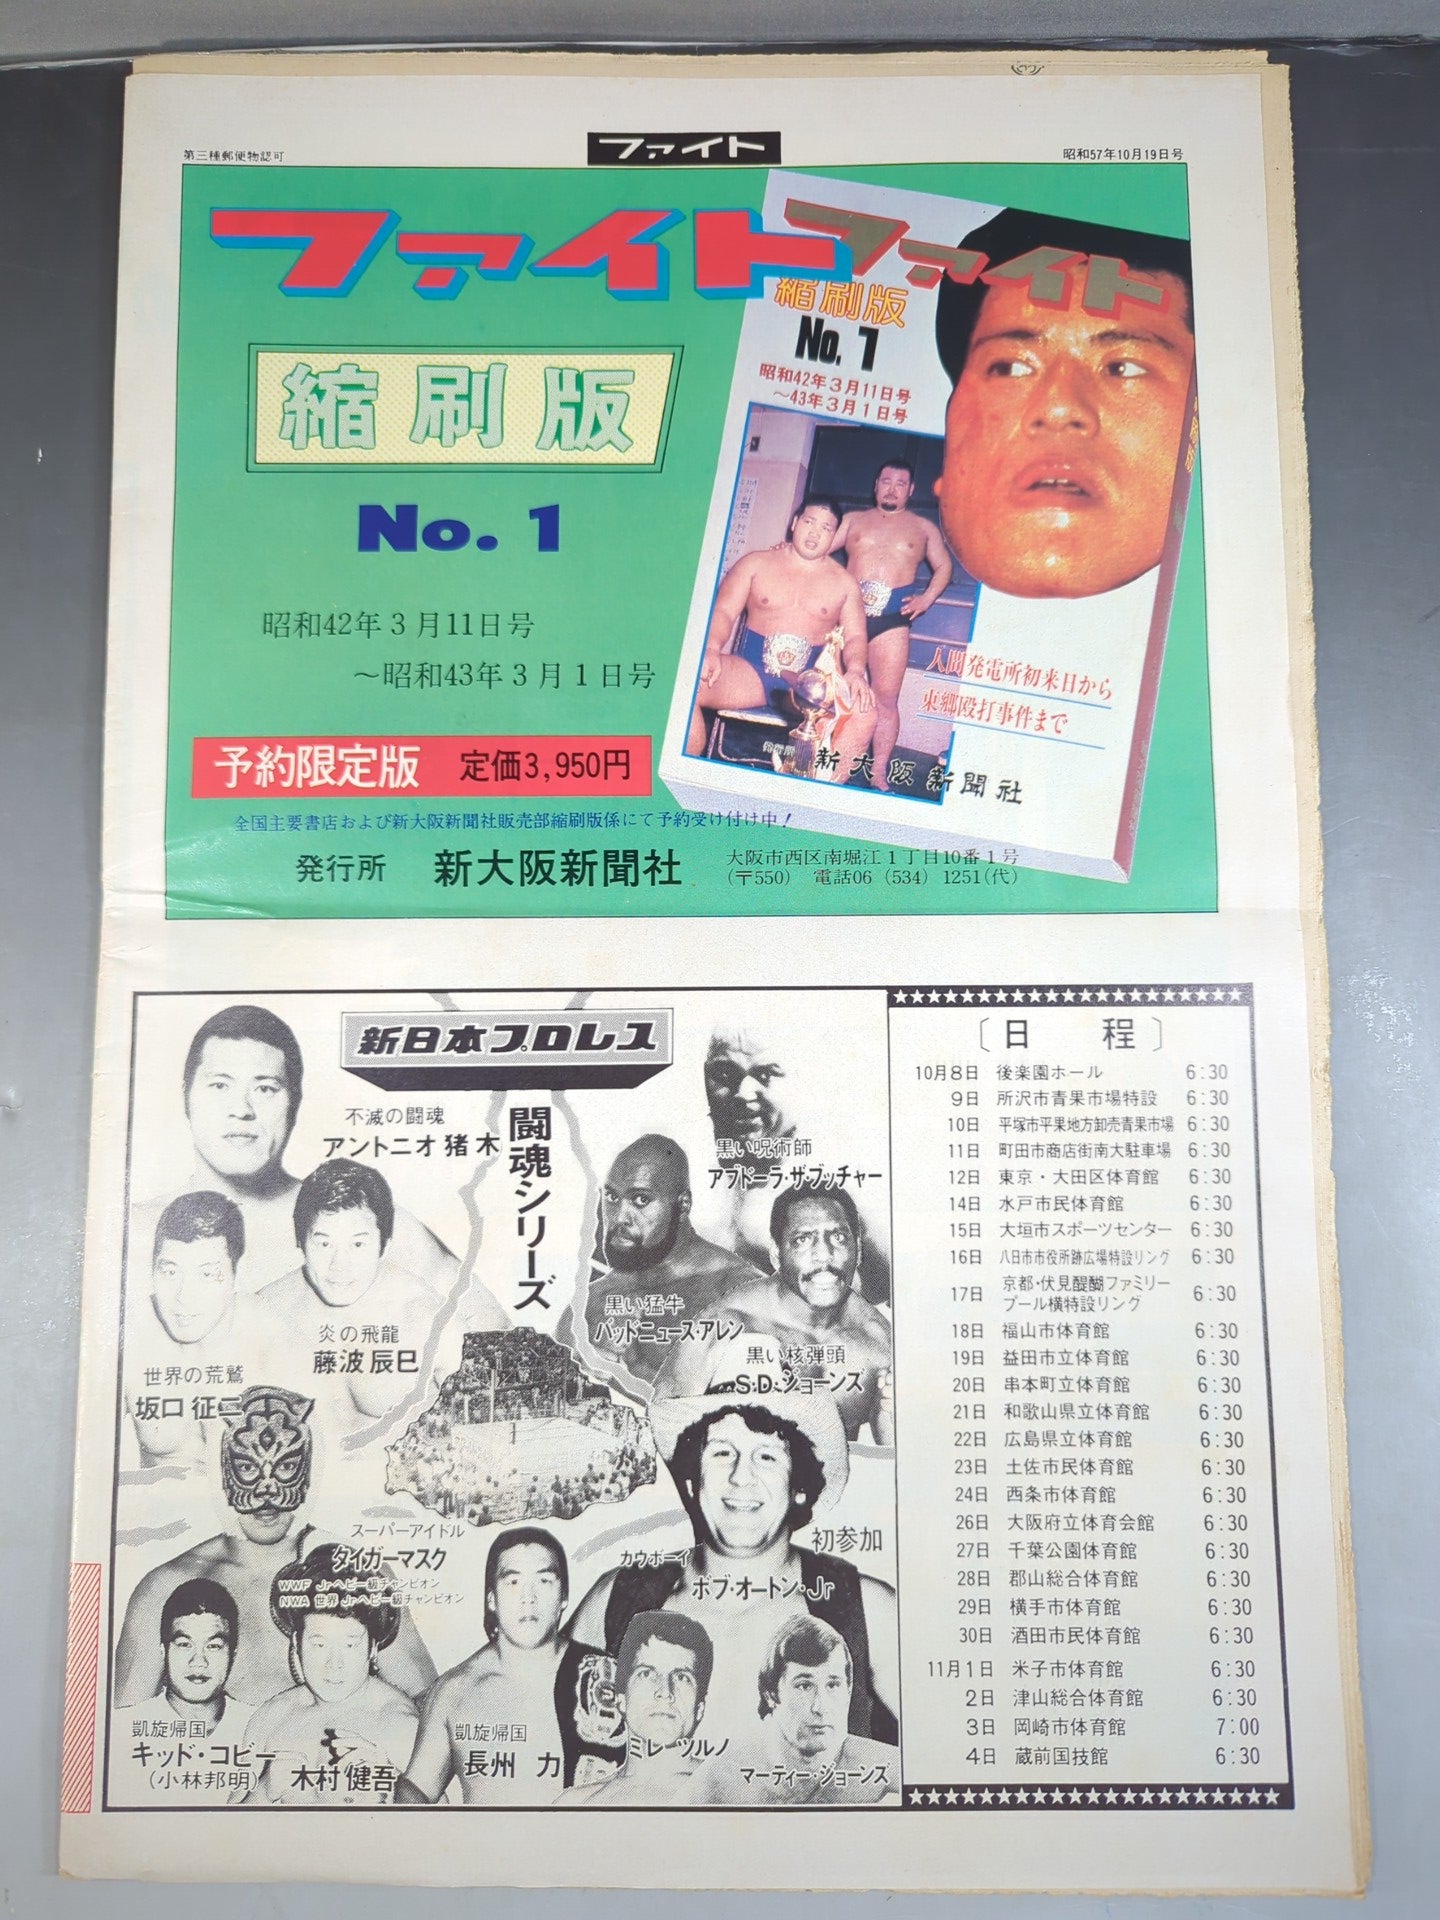 第三種郵便物認可
ファイト
昭和57年10月19日号
ファイト
縮刷版
No. 1
昭和42年3月11日号
〜昭和43年3月1日号
予約限定版 定価3,950円
全国主要書店および新大阪新聞社販売部縮刷版係にて予約受け付け中!
発行所 新大阪新聞社
大阪市西区南堀江1丁目10番1号
(〒550) 電話06 (534) 1251(代)
ファイト
縮刷版
No. 1
昭和42年3月11日号
〜43年3月1日号
人間発電所初来日から
東郷殴打事件まで
発行所 新大阪新聞社
新日本プロレス
闘魂シリーズ
不滅の闘魂
アントニオ猪木
黒い呪術師
アブドーラ・ザ・ブッチャー
炎の飛龍
藤波辰巳
世界の荒鷲
坂口征二
黒い猛牛
バッドニュース・アレン
黒い核弾頭
S.D.ジョーンズ
スーパーアイドル
タイガーマスク
WWF Jrヘビー級チャンピオン
NWA 世界Jrヘビー級チャンピオン
初参加
カウボーイ
ボブ・オートン・Jr
凱旋帰国
キッド・コビー
(小林邦明)
木村健吾
凱旋帰国
長州 力
ミレ・ツルノ
マーティー・ジョーンズ
〔日 程〕
10月8日 後楽園ホール 6:30
9日 所沢市青果市場特設 6:30
10日 平塚市平果地方卸売青果市場 6:30
11日 町田市商店街南大駐車場 6:30
12日 東京・大田区体育館 6:30
14日 水戸市民体育館 6:30
15日 大垣市スポーツセンター 6:30
16日 八日市市役所跡広場特設リング 6:30
17日 京都・伏見醍醐ファミリープール横特設リング 6:30
18日 福山市体育館 6:30
19日 益田市立体育館 6:30
20日 串本町立体育館 6:30
21日 和歌山県立体育館 6:30
22日 広島県立体育館 6:30
23日 土佐市民体育館 6:30
24日 西条市体育館 6:30
26日 大阪府立体育会館 6:30
27日 千葉公園体育館 6:30
28日 郡山総合体育館 6:30
29日 横手市体育館 6:30
30日 酒田市民体育館 6:30
11月1日 米子市体育館 6:30
2日 津山総合体育館 6:30
3日 岡崎市体育館 7:00
4日 蔵前国技館 6:30